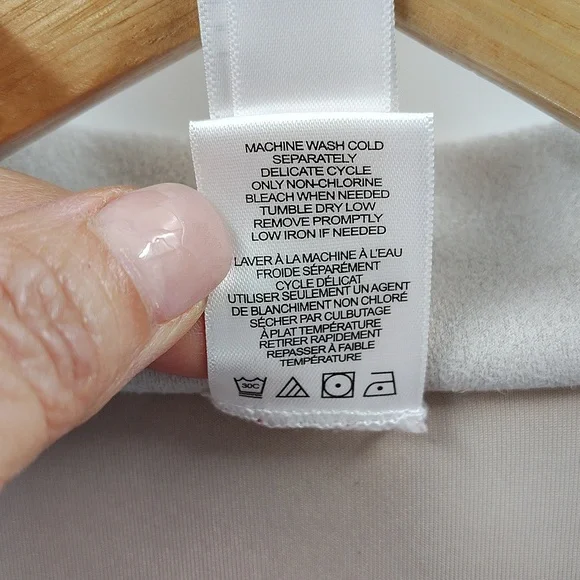 MACHINE WASH COLD
SEPARATELY
DELICATE CYCLE
ONLY NON-CHLORINE
BLEACH WHEN NEEDED
TUMBLE DRY LOW
REMOVE PROMPTLY
LOW IRON IF NEEDED
LAVER À LA MACHINE À L'EAU
FROIDE SÉPARÉMENT
CYCLE DÉLICAT
UTILISER SEULEMENT UN AGENT
DE BLANCHIMENT NON CHLORÉ
SÉCHER PAR CULBUTAGE
À PLAT TEMPÉRATURE
RETIRER RAPIDEMENT
REPASSER À FAIBLE
TEMPÉRATURE
30C